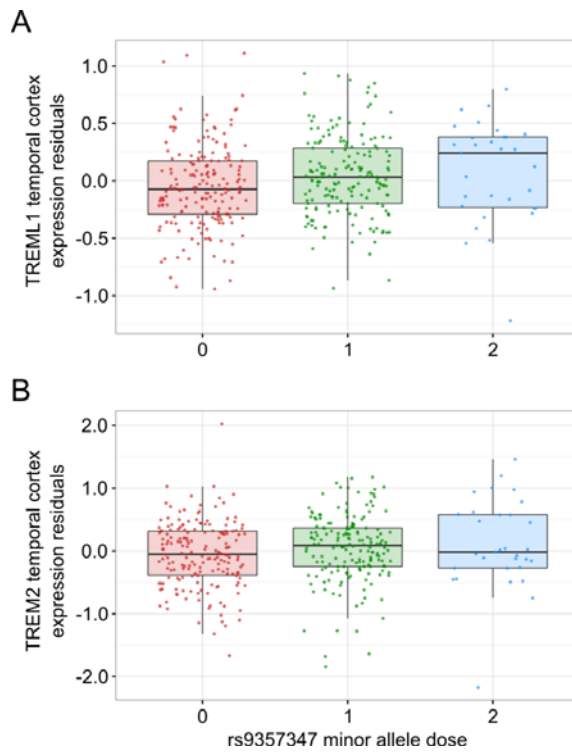 A
TREML1 temporal cortex
expression residuals
1.0
0.5
0.0
-0.5
-1.0
0 1 2
B
TREM2 temporal cortex
expression residuals
2.0
1.0
0.0
-1.0
-2.0
0 1 2
rs9357347 minor allele dose